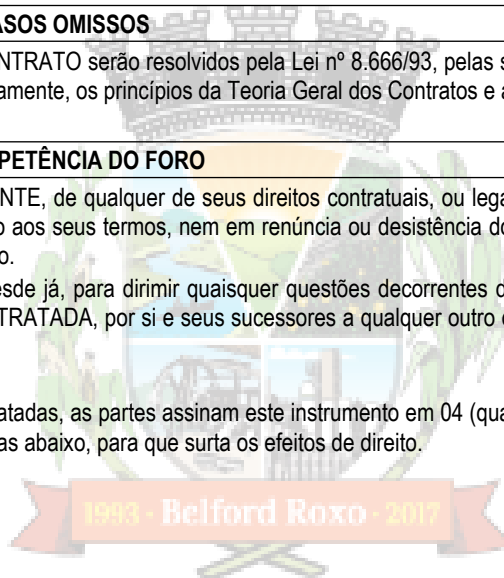 ASOS OMISSOS
NTRATO serão resolvidos pela Lei nº 8.666/93, pelas s
amente, os princípios da Teoria Geral dos Contratos e a
PETÊNCIA DO FORO
NTE, de qualquer de seus direitos contratuais, ou lega
o aos seus termos, nem em renúncia ou desistência do
o.
esde já, para dirimir quaisquer questões decorrentes d
TRATADA, por si e seus sucessores a qualquer outro
atadas, as partes assinam este instrumento em 04 (qua
as abaixo, para que surta os efeitos de direito.
1993 - Belford Roxo - 2017